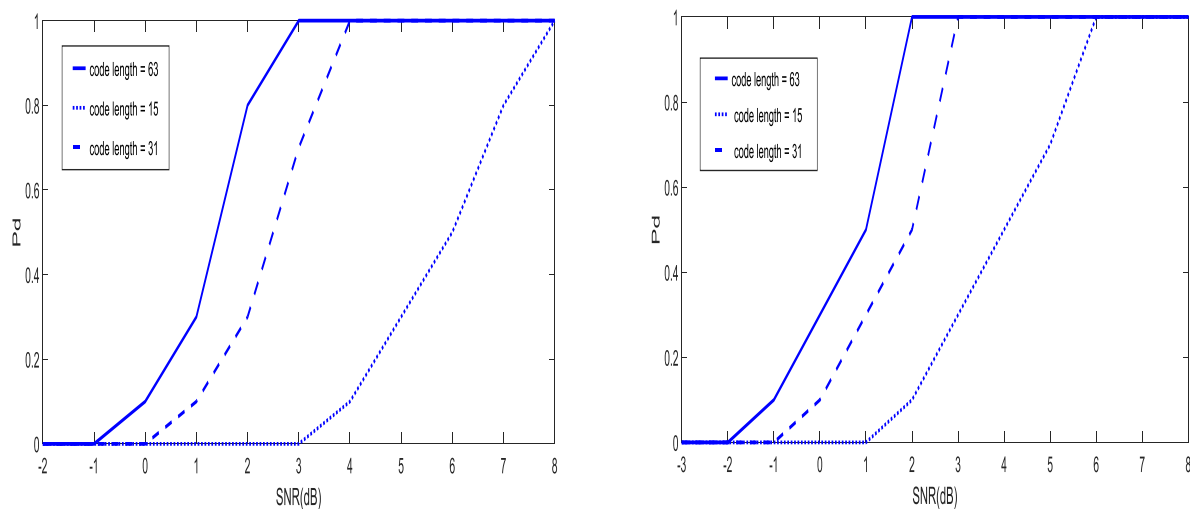 1
0.8
0.6
0.4
0.2
0
Pd
code length = 63
code length = 15
code length = 31
-2 -1 0 1 2 3 4 5 6 7 8
SNR(dB)
1
0.8
0.6
0.4
0.2
0
Pd
code length = 63
code length = 15
code length = 31
-3 -2 -1 0 1 2 3 4 5 6 7 8
SNR(dB)